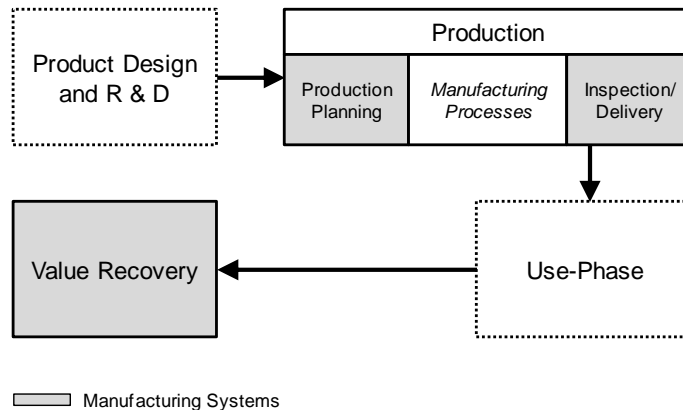 Product Design
and R & D
Production
Production
Planning
Manufacturing
Processes
Inspection/
Delivery
Value Recovery
Use-Phase
Manufacturing Systems